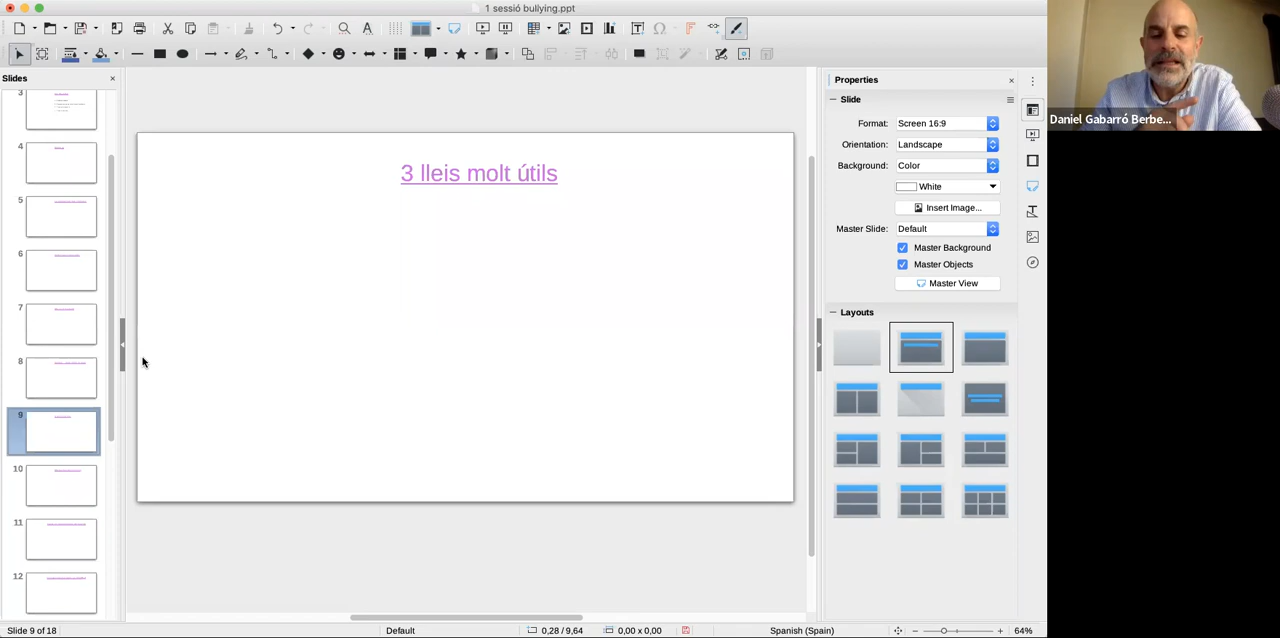 1 sessió bullying.ppt
Slides
3
4
5
6
7
8
9
10
11
12
3 lleis molt útils
Properties
Slide
Format: Screen 16:9
Orientation: Landscape
Background: Color
White
Insert Image...
Master Slide: Default
Master Background
Master Objects
Master View
Layouts
Daniel Gabarró Berbe...
Slide 9 of 18
Default
0,28 / 9,64
0,00 x 0,00
Spanish (Spain)
64%